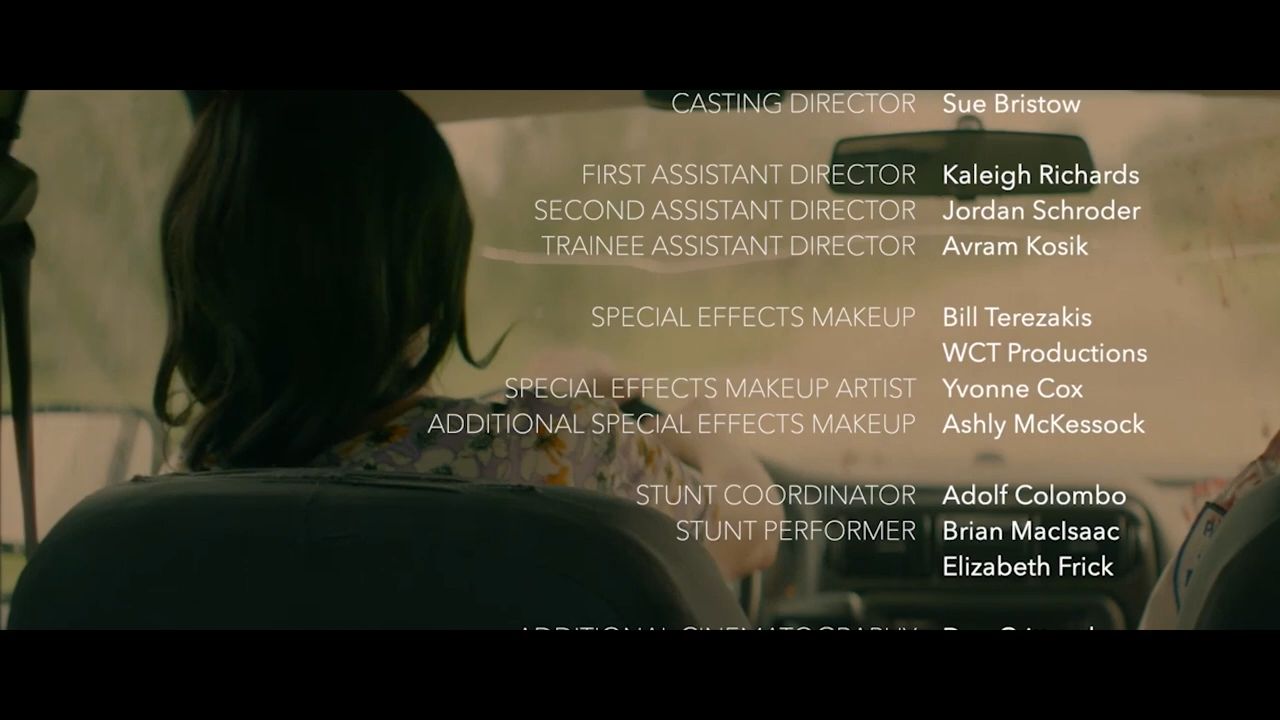 CASTING DIRECTOR Sue Bristow
FIRST ASSISTANT DIRECTOR Kaleigh Richards
SECOND ASSISTANT DIRECTOR Jordan Schroder
TRAINEE ASSISTANT DIRECTOR Avram Kosik
SPECIAL EFFECTS MAKEUP Bill Terezakis
WCT Productions
SPECIAL EFFECTS MAKEUP ARTIST Yvonne Cox
ADDITIONAL SPECIAL EFFECTS MAKEUP Ashly McKessock
STUNT COORDINATOR Adolf Colombo
STUNT PERFORMER Brian MacIsaac
Elizabeth Frick
ADDITIONAL CINEMATOGRAPHY